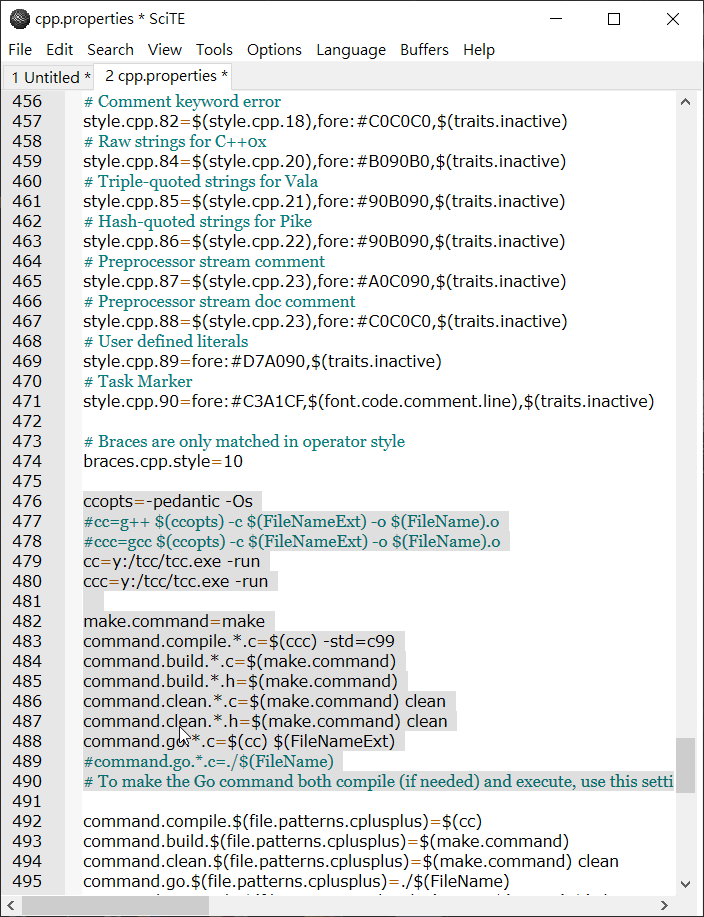 cpp.properties * SciTE
File Edit Search View Tools Options Language Buffers Help
1 Untitled * 2 cpp.properties *
456 # Comment keyword error
457 style.cpp.82=$(style.cpp.18),fore:#C0C0C0,$(traits.inactive)
458 # Raw strings for C++0x
459 style.cpp.84=$(style.cpp.20),fore:#B090B0,$(traits.inactive)
460 # Triple-quoted strings for Vala
461 style.cpp.85=$(style.cpp.21),fore:#90B090,$(traits.inactive)
462 # Hash-quoted strings for Pike
463 style.cpp.86=$(style.cpp.22),fore:#90B090,$(traits.inactive)
464 # Preprocessor stream comment
465 style.cpp.87=$(style.cpp.23),fore:#A0C090,$(traits.inactive)
466 # Preprocessor stream doc comment
467 style.cpp.88=$(style.cpp.23),fore:#C0C0C0,$(traits.inactive)
468 # User defined literals
469 style.cpp.89=fore:#D7A090,$(traits.inactive)
470 # Task Marker
471 style.cpp.90=fore:#C3A1CF,$(font.code.comment.line),$(traits.inactive)
472
473 # Braces are only matched in operator style
474 braces.cpp.style=10
475
476 ccopts=-pedantic -Os
477 #cc=g++ $(ccopts) -c $(FileNameExt) -o $(FileName).o
478 #ccc=gcc $(ccopts) -c $(FileNameExt) -o $(FileName).o
479 cc=y:/tcc/tcc.exe -run
480 ccc=y:/tcc/tcc.exe -run
481
482 make.command=make
483 command.compile.*.c=$(ccc) -std=c99
484 command.build.*.c=$(make.command)
485 command.build.*.h=$(make.command)
486 command.clean.*.c=$(make.command) clean
487 command.clean.*.h=$(make.command) clean
488 command.go.*.c=$(cc) $(FileNameExt)
489 #command.go.*.c=./$(FileName)
490 # To make the Go command both compile (if needed) and execute, use this setti
491
492 command.compile.$(file.patterns.cplusplus)=$(cc)
493 command.build.$(file.patterns.cplusplus)=$(make.command)
494 command.clean.$(file.patterns.cplusplus)=$(make.command) clean
495 command.go.$(file.patterns.cplusplus)=./$(FileName)